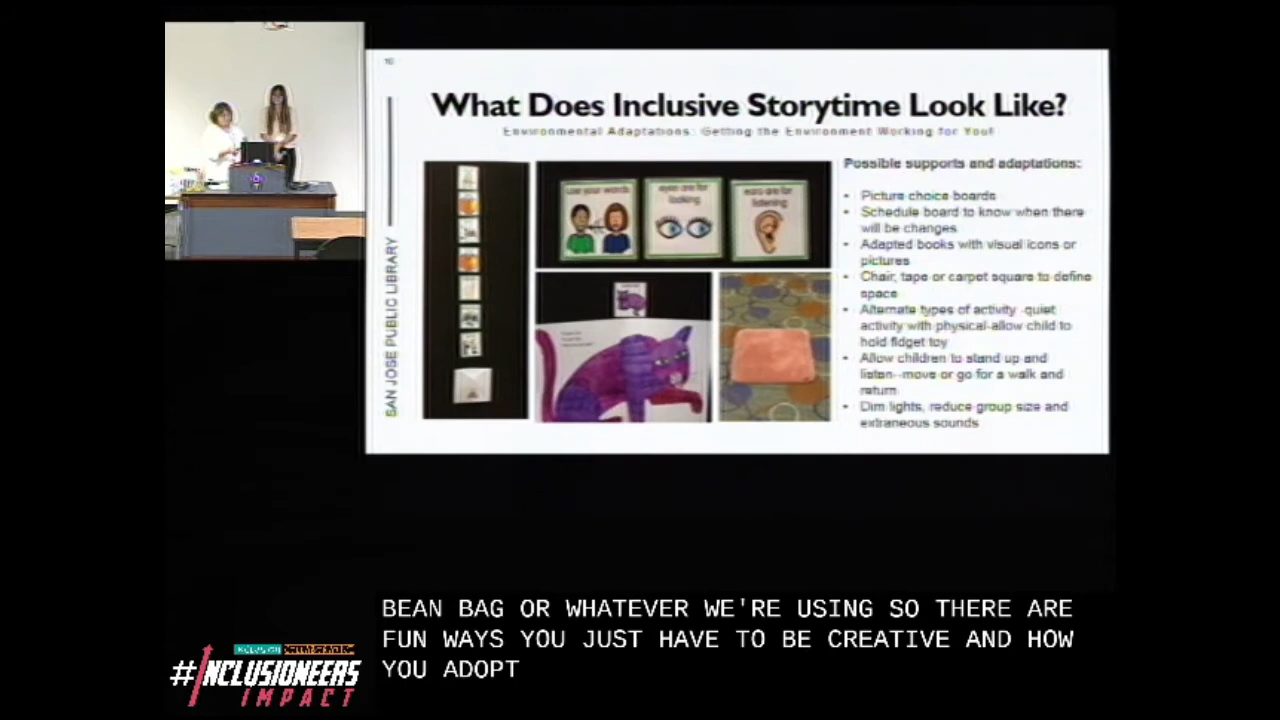 10
What Does Inclusive Storytime Look Like?
Environmental Adaptations: Getting the Environment Working for You!
SAN JOSE PUBLIC LIBRARY
use your words
eyes are for
looking
ears are for
listening
Possible supports and adaptations:
• Picture choice boards
• Schedule board to know when there
will be changes
• Adapted books with visual icons or
pictures
• Chair, tape or carpet square to define
space
• Alternate types of activity -quiet
activity with physical-allow child to
hold fidget toy
• Allow children to stand up and
listen--move or go for a walk and
return
• Dim lights, reduce group size and
extraneous sounds
BEAN BAG OR WHATEVER WE'RE USING SO THERE ARE
FUN WAYS YOU JUST HAVE TO BE CREATIVE AND HOW
YOU ADOPT
#INCLUSIONEERS
IMPACT